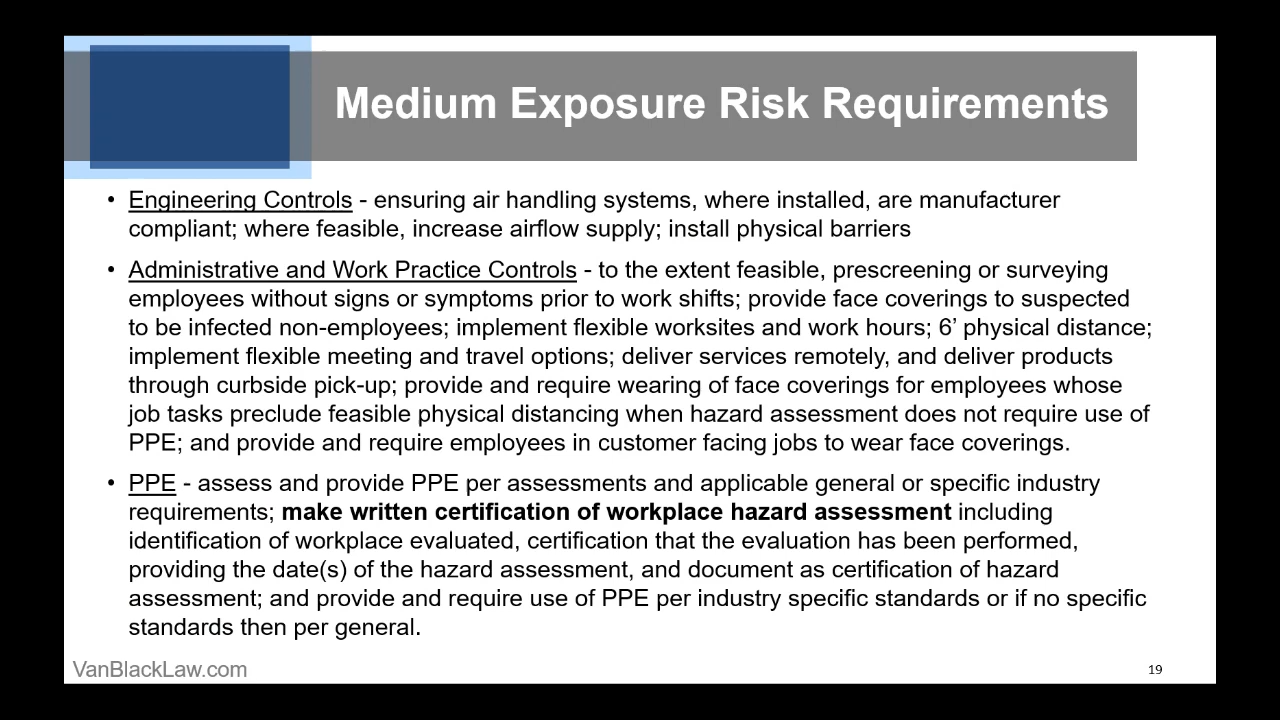 Medium Exposure Risk Requirements
• Engineering Controls - ensuring air handling systems, where installed, are manufacturer
compliant; where feasible, increase airflow supply; install physical barriers
• Administrative and Work Practice Controls - to the extent feasible, prescreening or surveying
employees without signs or symptoms prior to work shifts; provide face coverings to suspected
to be infected non-employees; implement flexible worksites and work hours; 6’ physical distance;
implement flexible meeting and travel options; deliver services remotely, and deliver products
through curbside pick-up; provide and require wearing of face coverings for employees whose
job tasks preclude feasible physical distancing when hazard assessment does not require use of
PPE; and provide and require employees in customer facing jobs to wear face coverings.
• PPE - assess and provide PPE per assessments and applicable general or specific industry
requirements; make written certification of workplace hazard assessment including
identification of workplace evaluated, certification that the evaluation has been performed,
providing the date(s) of the hazard assessment, and document as certification of hazard
assessment; and provide and require use of PPE per industry specific standards or if no specific
standards then per general.
VanBlackLaw.com
19